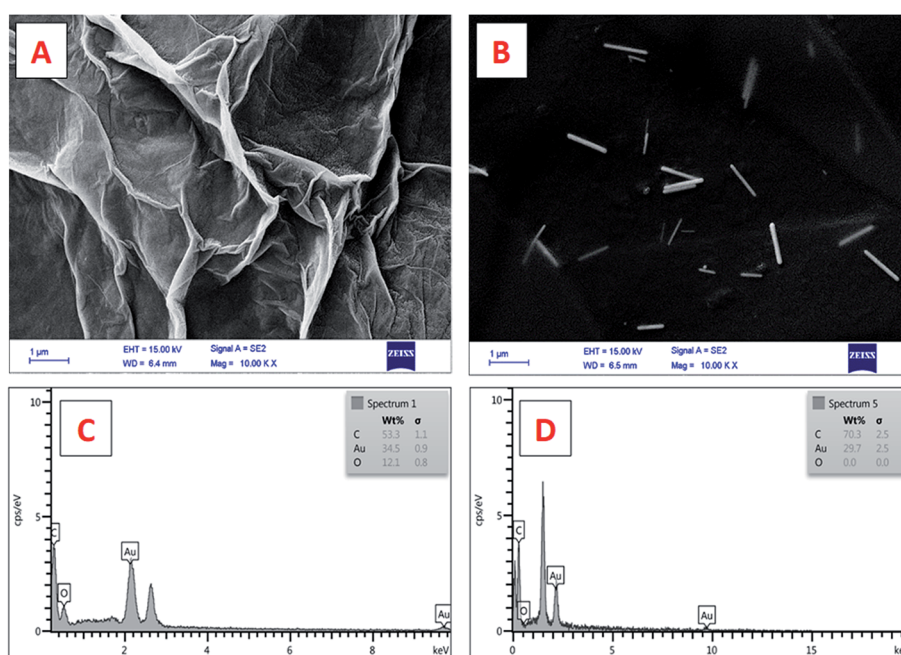 A
B
1 µm
EHT = 15.00 kV
Signal A = SE2
WD = 6.4 mm
Mag = 10.00 K X
ZEISS
1 µm
EHT = 15.00 kV
Signal A = SE2
WD = 6.5 mm
Mag = 10.00 K X
ZEISS
C
Spectrum 1
Wt% σ
C 53.3 1.1
Au 34.5 0.9
O 12.1 0.8
10
5
0
cps/eV
C
O
Au
Au
2 4 6 8 keV
D
Spectrum 5
Wt% σ
C 70.3 2.5
Au 29.7 2.5
O 0.0 0.0
10
5
0
cps/eV
C
O
Au
Au
0 5 10 15